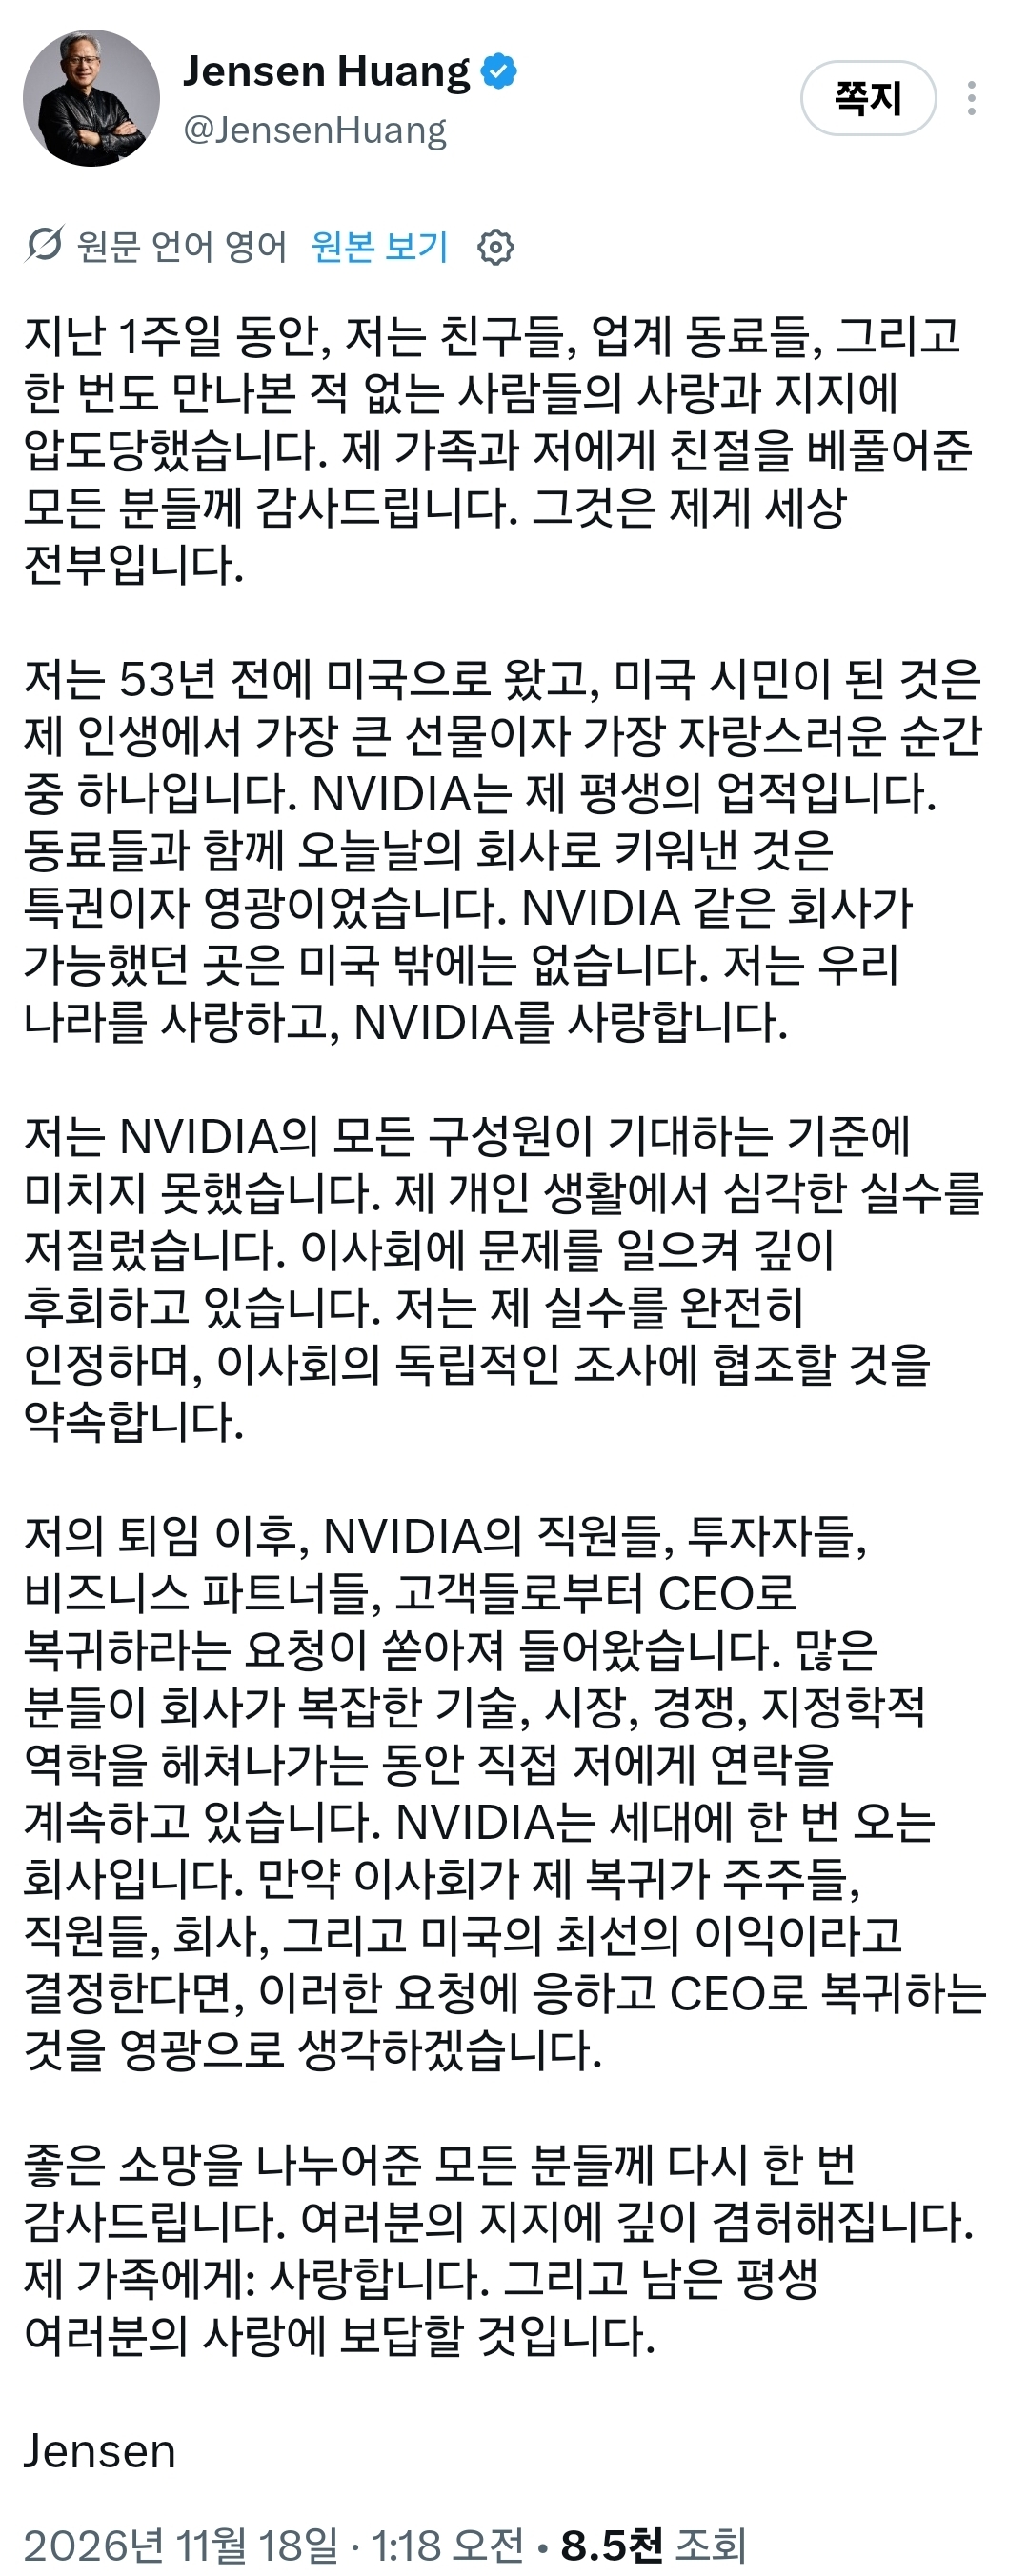 Jensen Huang
@JensenHuang
쪽지
원문 언어 영어 원본 보기
지난 1주일 동안, 저는 친구들, 업계 동료들, 그리고
한 번도 만나본 적 없는 사람들의 사랑과 지지에
압도당했습니다. 제 가족과 저에게 친절을 베풀어준
모든 분들께 감사드립니다. 그것은 제게 세상
전부입니다.
저는 53년 전에 미국으로 왔고, 미국 시민이 된 것은
제 인생에서 가장 큰 선물이자 가장 자랑스러운 순간
중 하나입니다. NVIDIA는 제 평생의 업적입니다.
동료들과 함께 오늘날의 회사로 키워낸 것은
특권이자 영광이었습니다. NVIDIA 같은 회사가
가능했던 곳은 미국 밖에는 없습니다. 저는 우리
나라를 사랑하고, NVIDIA를 사랑합니다.
저는 NVIDIA의 모든 구성원이 기대하는 기준에
미치지 못했습니다. 제 개인 생활에서 심각한 실수를
저질렀습니다. 이사회에 문제를 일으켜 깊이
후회하고 있습니다. 저는 제 실수를 완전히
인정하며, 이사회의 독립적인 조사에 협조할 것을
약속합니다.
저의 퇴임 이후, NVIDIA의 직원들, 투자자들,
비즈니스 파트너들, 고객들로부터 CEO로
복귀하라는 요청이 쏟아져 들어왔습니다. 많은
분들이 회사가 복잡한 기술, 시장, 경쟁, 지정학적
역학을 헤쳐나가는 동안 직접 저에게 연락을
계속하고 있습니다. NVIDIA는 세대에 한 번 오는
회사입니다. 만약 이사회가 제 복귀가 주주들,
직원들, 회사, 그리고 미국의 최선의 이익이라고
결정한다면, 이러한 요청에 응하고 CEO로 복귀하는
것을 영광으로 생각하겠습니다.
좋은 소망을 나누어준 모든 분들께 다시 한 번
감사드립니다. 여러분의 지지에 깊이 겸허해집니다.
제 가족에게: 사랑합니다. 그리고 남은 평생
여러분의 사랑에 보답할 것입니다.
Jensen
2026년 11월 18일 · 1:18 오전 • 8.5천 조회